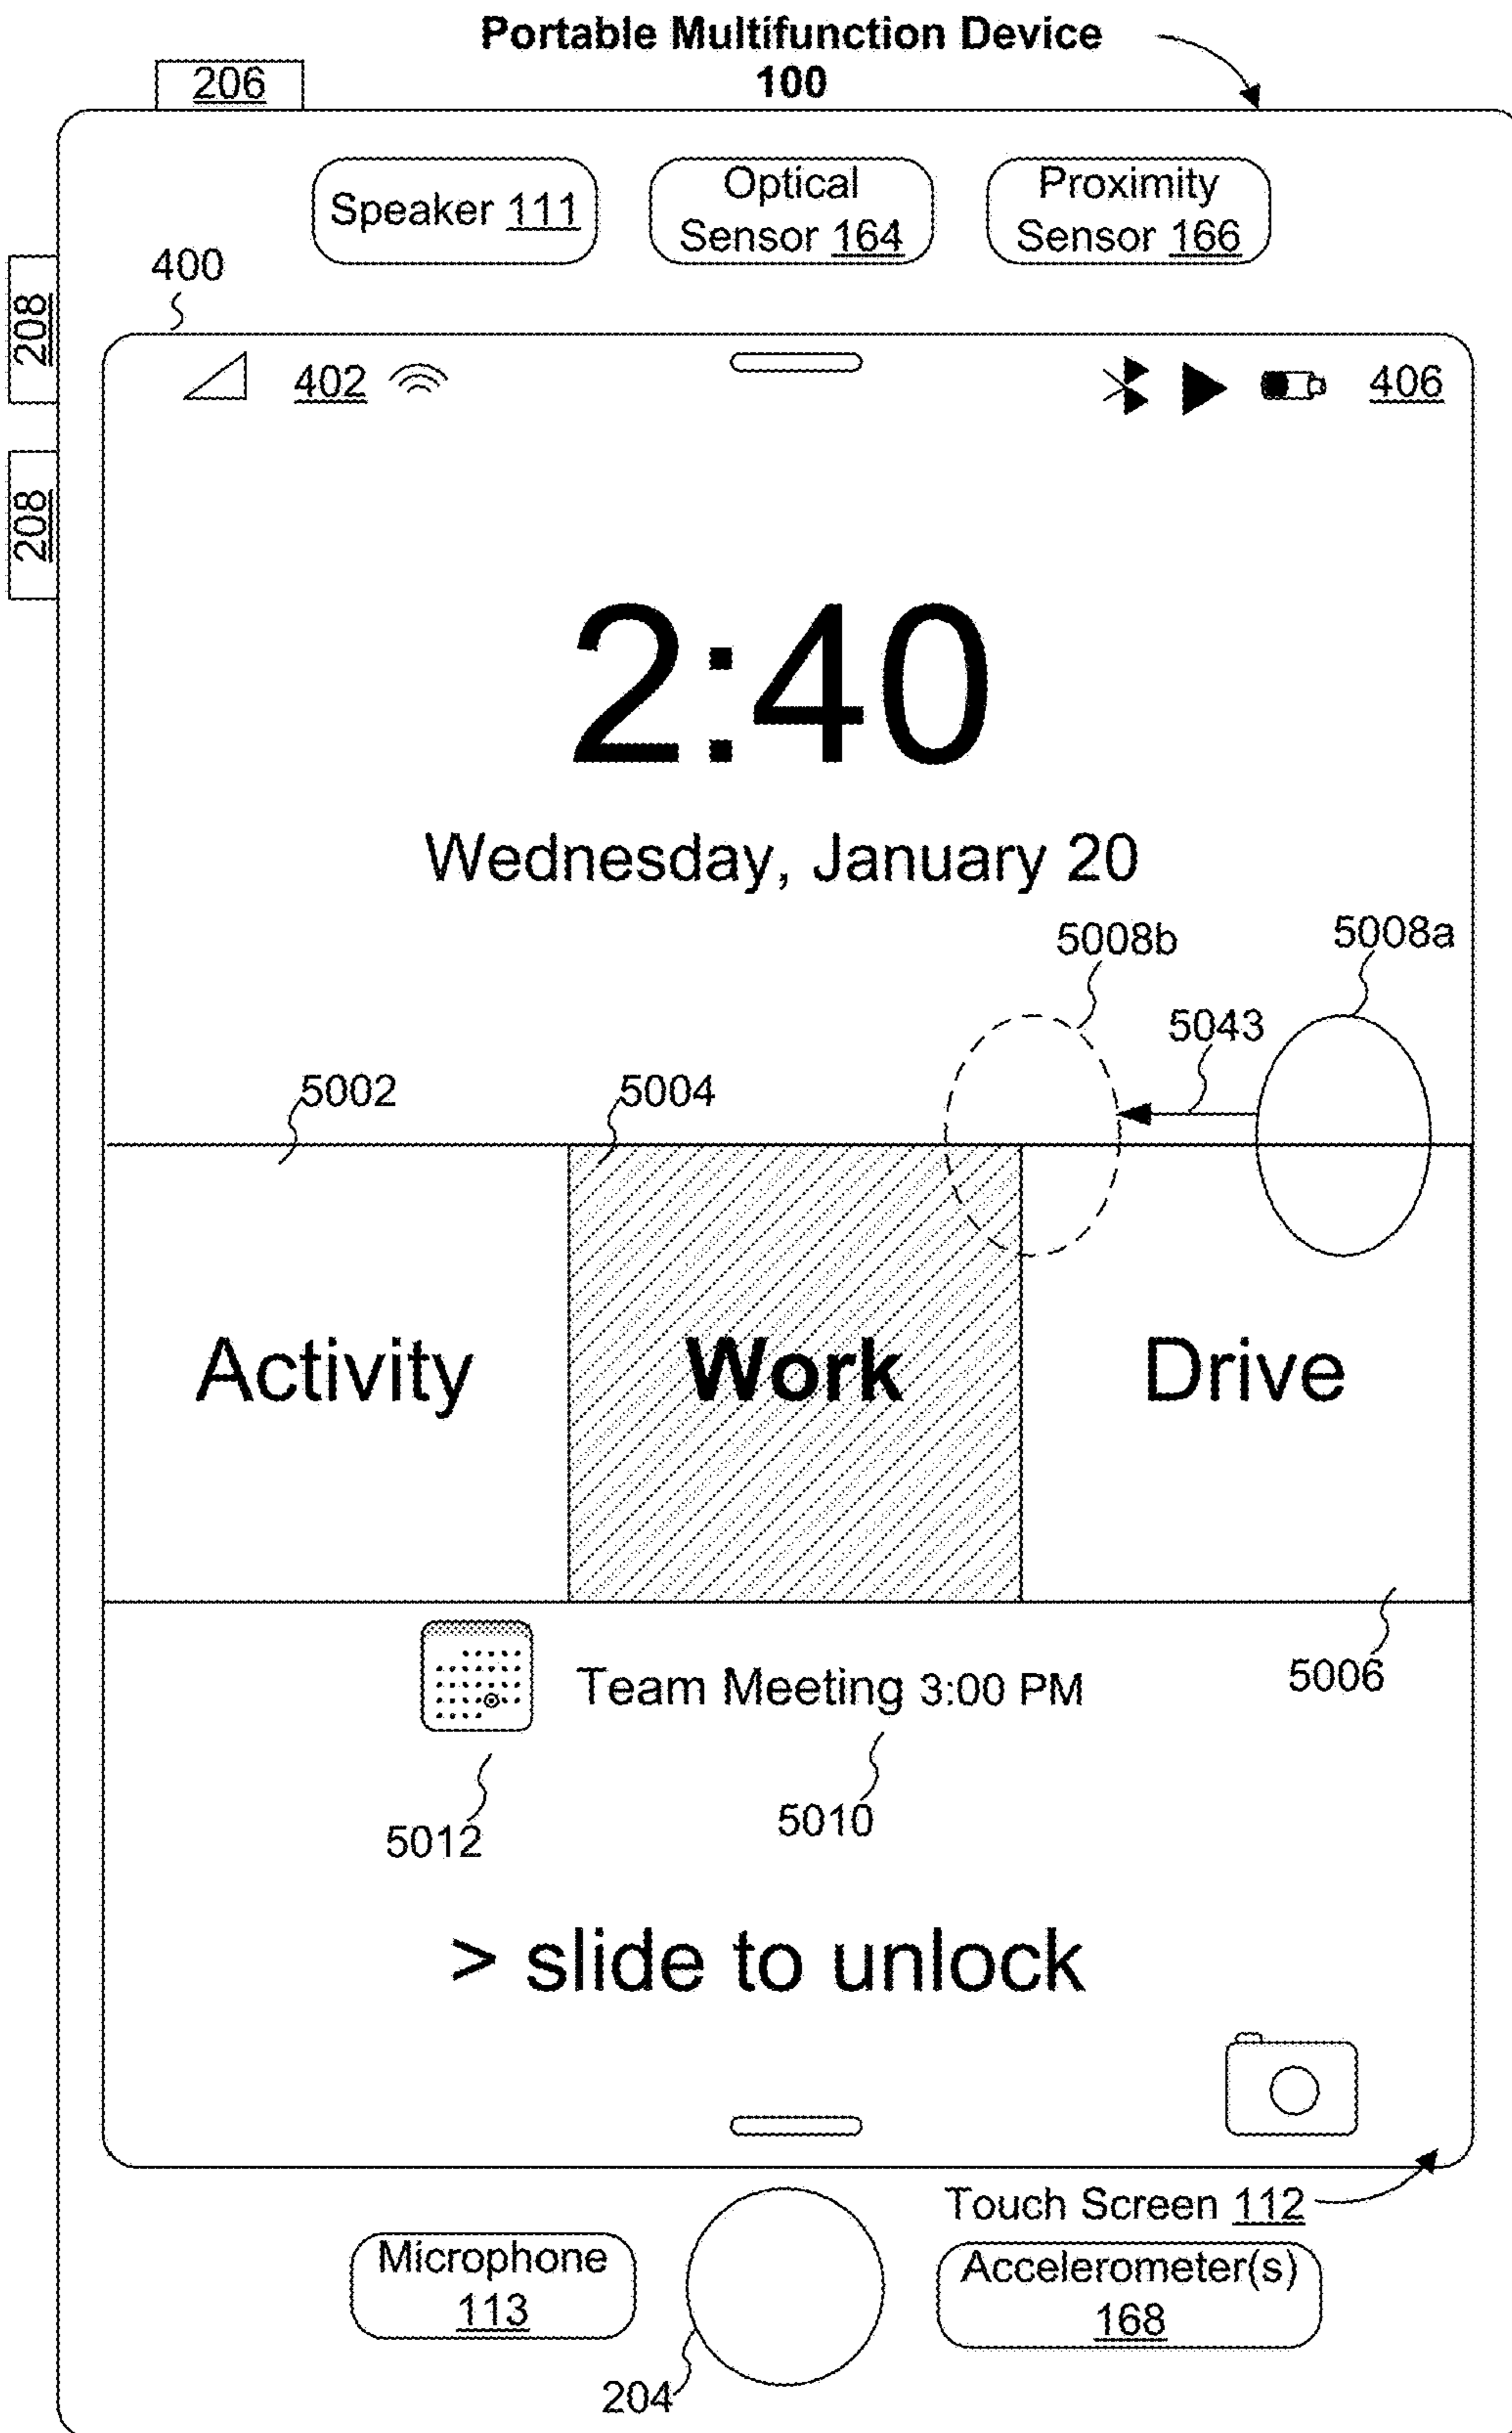 Portable Multifunction Device
100
206
Speaker 111
Optical
Sensor 164
Proximity
Sensor 166
400
208
402
406
208
2:40
Wednesday, January 20
5008b
5008a
5043
5002
5004
Activity
Work
Drive
Team Meeting 3:00 PM
5006
5012
5010
> slide to unlock
Touch Screen 112
Microphone
113
Accelerometer(s)
168
204